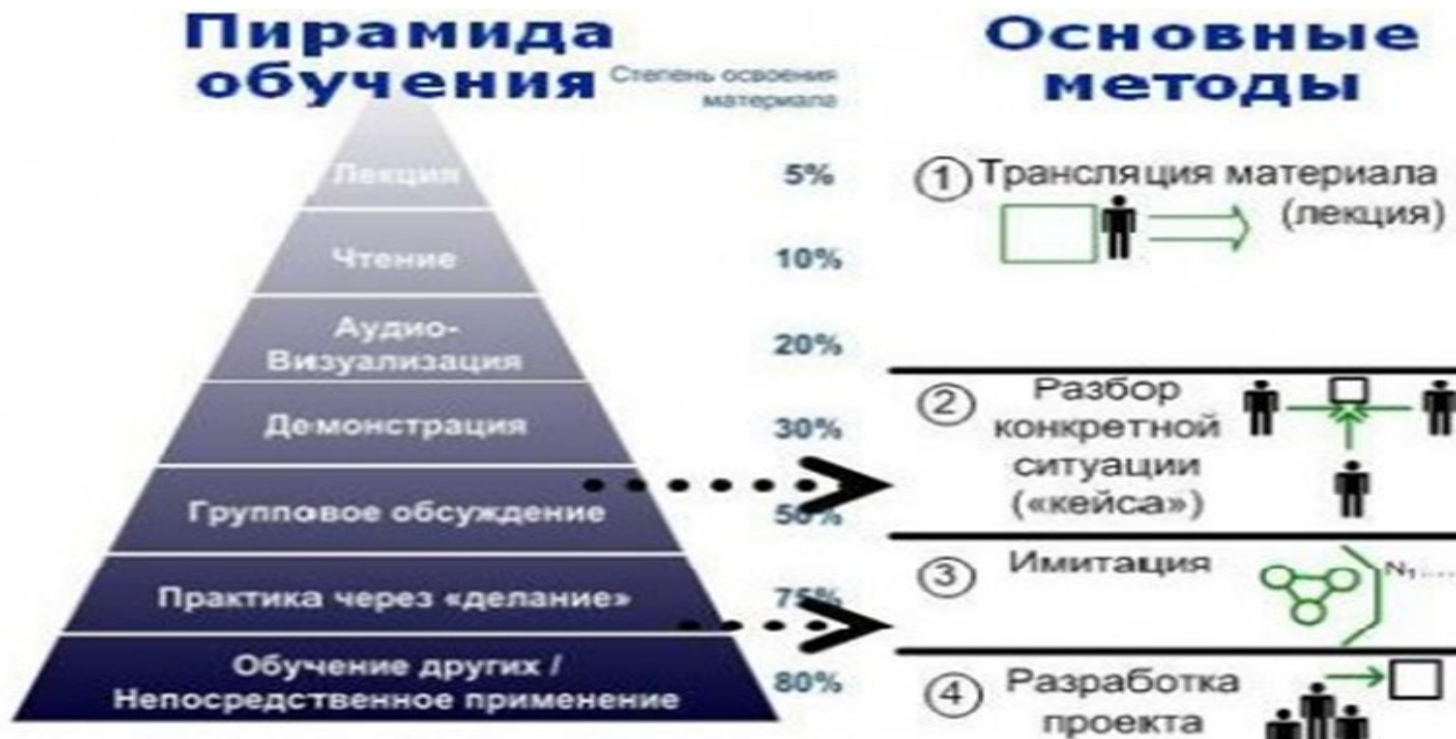 Пирамида
обучения
Степень освоения
материала
Лекция
5%
Чтение
10%
Аудио-
Визуализация
20%
Демонстрация
30%
Групповое обсуждение
50%
Практика через «делание»
75%
Обучение других /
Непосредственное применение
80%
Основные
методы
1 Трансляция материала
(лекция)
2 Разбор
конкретной
ситуации
(«кейса»)
3 Имитация
N1....
4 Разработка
проекта